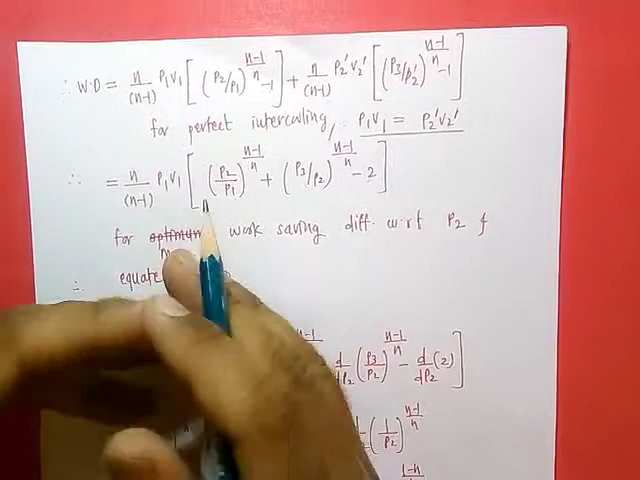 ∴ W.D = n/(n-1) P₁V₁ [ (P₂/P₁)^(n-1/n) -1 ] + n/(n-1) P₂'V₂' [ (P₃/P₂')^(n-1/n) -1 ]
for perfect intercooling, P₁V₁ = P₂'V₂'
∴ = n/(n-1) P₁V₁ [ (P₂/P₁)^(n-1/n) + (P₃/P₂)^(n-1/n) - 2 ]
for optimum work saving diff. w.r.t P₂ &
∴ equate
d/dP₂ (P₃/P₂)^(n-1/n) - d/dP₂ (2) ]
(1/P₂)^(n-1/n)
1-n